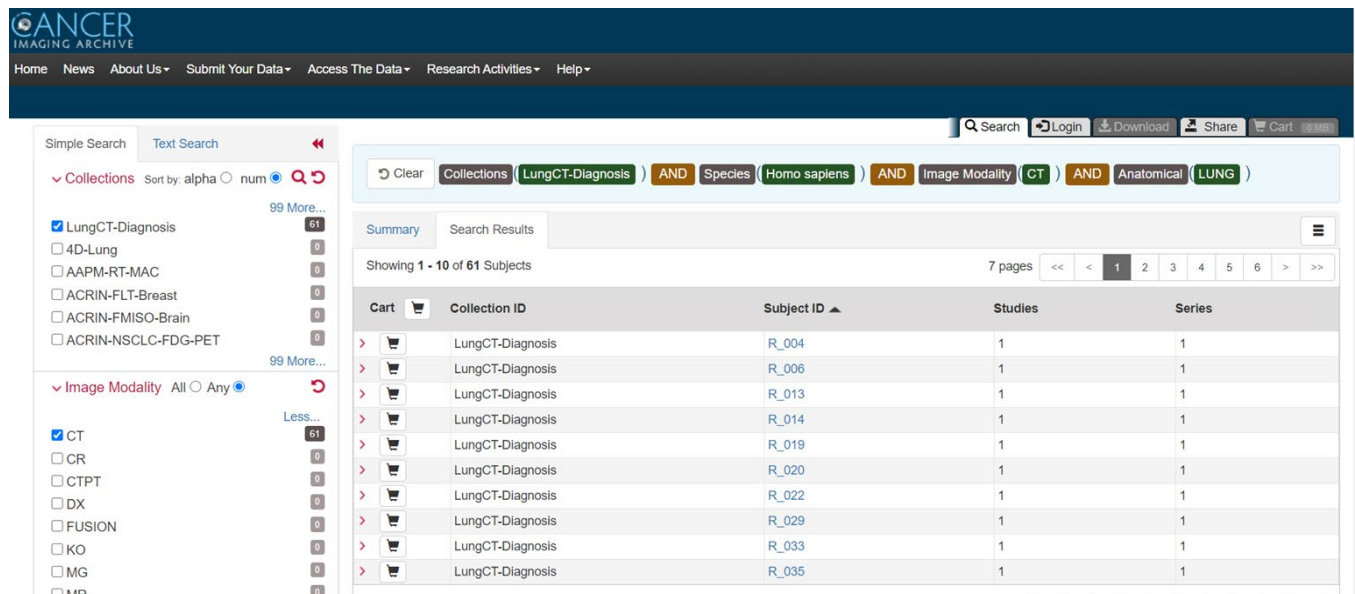 CANCER
IMAGING ARCHIVE
Home News About Us Submit Your Data Access The Data Research Activities Help
Search Login Download Share Cart 0 MB
Simple Search Text Search
Collections Sort by: alpha num
99 More...
LungCT-Diagnosis 61
4D-Lung 0
AAPM-RT-MAC 0
ACRIN-FLT-Breast 0
ACRIN-FMISO-Brain 0
ACRIN-NSCLC-FDG-PET 0
99 More...
Image Modality All Any
Less...
CT 61
CR 0
CTPT 0
DX 0
FUSION 0
KO 0
MG 0
MR 0
Clear Collections ( LungCT-Diagnosis ) AND Species ( Homo sapiens ) AND Image Modality ( CT ) AND Anatomical ( LUNG )
Summary Search Results
Showing 1 - 10 of 61 Subjects 7 pages << < 1 2 3 4 5 6 > >>
Cart Collection ID Subject ID Studies Series
> LungCT-Diagnosis R_004 1 1
> LungCT-Diagnosis R_006 1 1
> LungCT-Diagnosis R_013 1 1
> LungCT-Diagnosis R_014 1 1
> LungCT-Diagnosis R_019 1 1
> LungCT-Diagnosis R_020 1 1
> LungCT-Diagnosis R_022 1 1
> LungCT-Diagnosis R_029 1 1
> LungCT-Diagnosis R_033 1 1
> LungCT-Diagnosis R_035 1 1